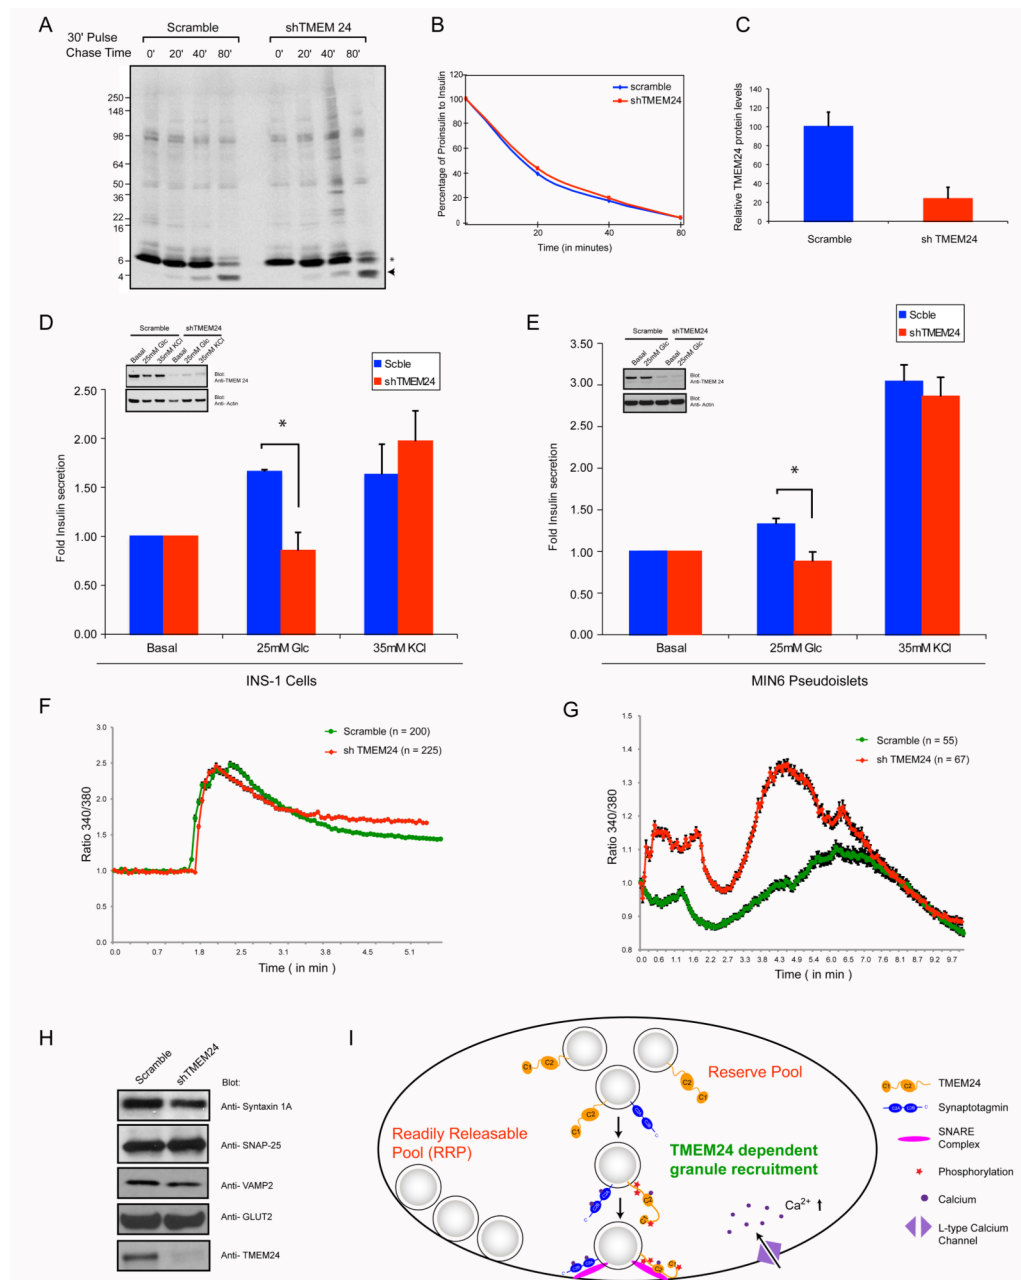 A
Scramble
shTMEM 24
30' Pulse
Chase Time 0' 20' 40' 80' 0' 20' 40' 80'
250
148
98
64
50
36
22
16
6
4
*
B
Percentage of Proinsulin to Insulin
120
100
80
60
40
20
0
20 40 80
Time (in minutes)
scramble
shTMEM24
C
Relative TMEM24 protein levels
140
120
100
80
60
40
20
0
Scramble sh TMEM24
D
Scramble shTMEM24
Basal 25mM Glc 35mM KCl Basal 25mM Glc 35mM KCl
Blot:
Anti-TMEM 24
Blot:
Anti- Actin
Scble
shTMEM24
Fold Insulin secretion
2.50
2.00
1.50
1.00
0.50
0.00
*
Basal 25mM Glc 35mM KCl
INS-1 Cells
E
Scramble shTMEM24
Basal 25mM Glc Basal 25mM Glc
Blot:
Anti-TMEM 24
Blot:
Anti-Actin
Scble
shTMEM24
Fold Insulin secretion
3.50
3.00
2.50
2.00
1.50
1.00
0.50
0.00
*
Basal 25mM Glc 35mM KCl
MIN6 Pseudoislets
F
Scramble (n = 200)
sh TMEM24 (n = 225)
Ratio 340/380
3.0
2.5
2.0
1.5
1.0
0.5
0.0
0.0 0.7 1.8 2.5 3.1 3.8 4.5 5.1
Time ( in min )
G
Scramble (n = 55)
sh TMEM24 (n = 67)
Ratio 340/380
1.5
1.4
1.3
1.2
1.1
1.0
0.9
0.8
0.0 0.6 1.1 1.6 2.2 2.7 3.3 3.8 4.3 4.9 5.4 6.0 6.5 7.0 7.6 8.1 8.7 9.2 9.7
Time ( in min )
H
Scramble
shTMEM24
Blot:
Anti- Syntaxin 1A
Anti- SNAP-25
Anti- VAMP2
Anti- GLUT2
Anti- TMEM24
I
C1 C2
C2 C1
C1 C2
C2
Reserve Pool
Readily Releasable
Pool (RRP)
TMEM24 dependent
granule recruitment
Ca2+
C1 C2 TMEM24
C2A C2B C Synaptotagmin
SNARE
Complex
Phosphorylation
Calcium
L-type Calcium
Channel